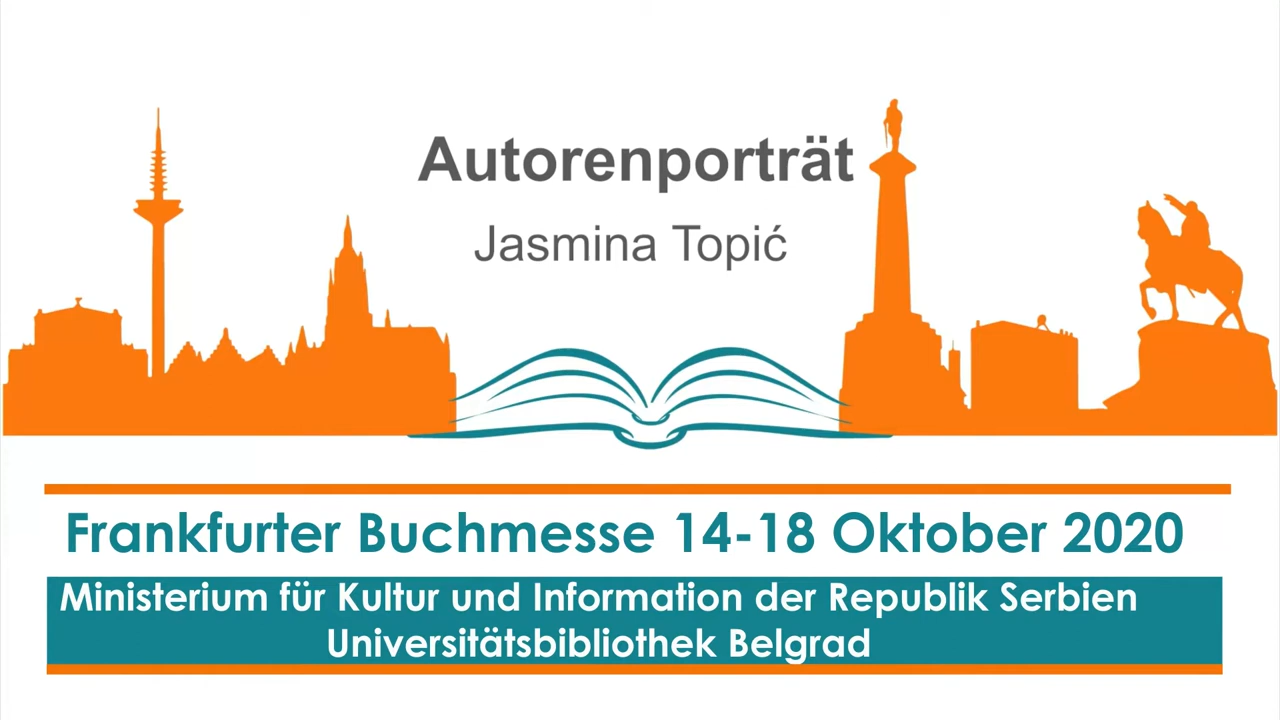 Autorenporträt
Jasmina Topić
Frankfurter Buchmesse 14-18 Oktober 2020
Ministerium für Kultur und Information der Republik Serbien
Universitätsbibliothek Belgrad